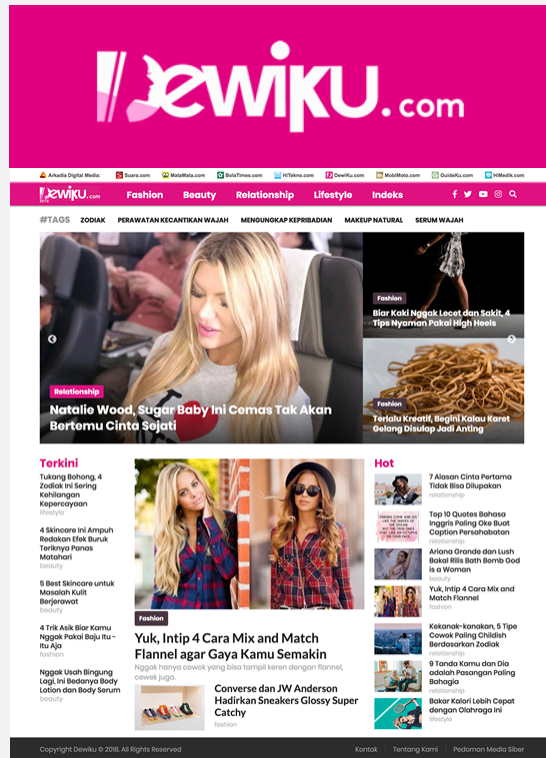 Dewiku.com
Arkadia Digital Media: Suara.com MataMata.com BolaTimes.com HiTekno.com DewiKu.com MobiMoto.com GuideKu.com HiMedik.com
Dewiku.com Fashion Beauty Relationship Lifestyle Indeks
BETA
#TAGS ZODIAK PERAWATAN KECANTIKAN WAJAH MENGUNGKAP KEPRIBADIAN MAKEUP NATURAL SERUM WAJAH
Relationship
Natalie Wood, Sugar Baby Ini Cemas Tak Akan
Bertemu Cinta Sejati
Fashion
Biar Kaki Nggak Lecet dan Sakit, 4
Tips Nyaman Pakai High Heels
Fashion
Terlalu Kreatif, Begini Kalau Karet
Gelang Disulap Jadi Anting
Terkini
Tukang Bohong, 4
Zodiak Ini Sering
Kehilangan
Kepercayaan
lifestyle
4 Skincare Ini Ampuh
Redakan Efek Buruk
Teriknya Panas
Matahari
beauty
5 Best Skincare untuk
Masalah Kulit
Berjerawat
beauty
4 Trik Asik Biar Kamu
Nggak Pakai Baju Itu -
Itu Aja
fashion
Nggak Usah Bingung
Lagi, Ini Bedanya Body
Lotion dan Body Serum
beauty
Fashion
Yuk, Intip 4 Cara Mix and Match
Flannel agar Gaya Kamu Semakin
Nggak hanya cowok yang bisa tampil keren dengan flannel,
cewek juga.
Converse dan JW Anderson
Hadirkan Sneakers Glossy Super
Catchy
fashion
Hot
7 Alasan Cinta Pertama
Tidak Bisa Dilupakan
relationship
Top 10 Quotes Bahasa
Inggris Paling Oke Buat
Caption Persahabatan
relationship
Ariana Grande dan Lush
Bakal Rilis Bath Bomb God
is a Woman
beauty
Yuk, Intip 4 Cara Mix and
Match Flannel
fashion
Kekanak-kanakan, 5 Tipe
Cowok Paling Childish
Berdasarkan Zodiak
relationship
9 Tanda Kamu dan Dia
adalah Pasangan Paling
Bahagia
relationship
Bakar Kalori Lebih Cepat
dengan Olahraga Ini
lifestyle
Copyright Dewiku © 2018. All Rights Reserved Kontak Tentang Kami Pedoman Media Siber